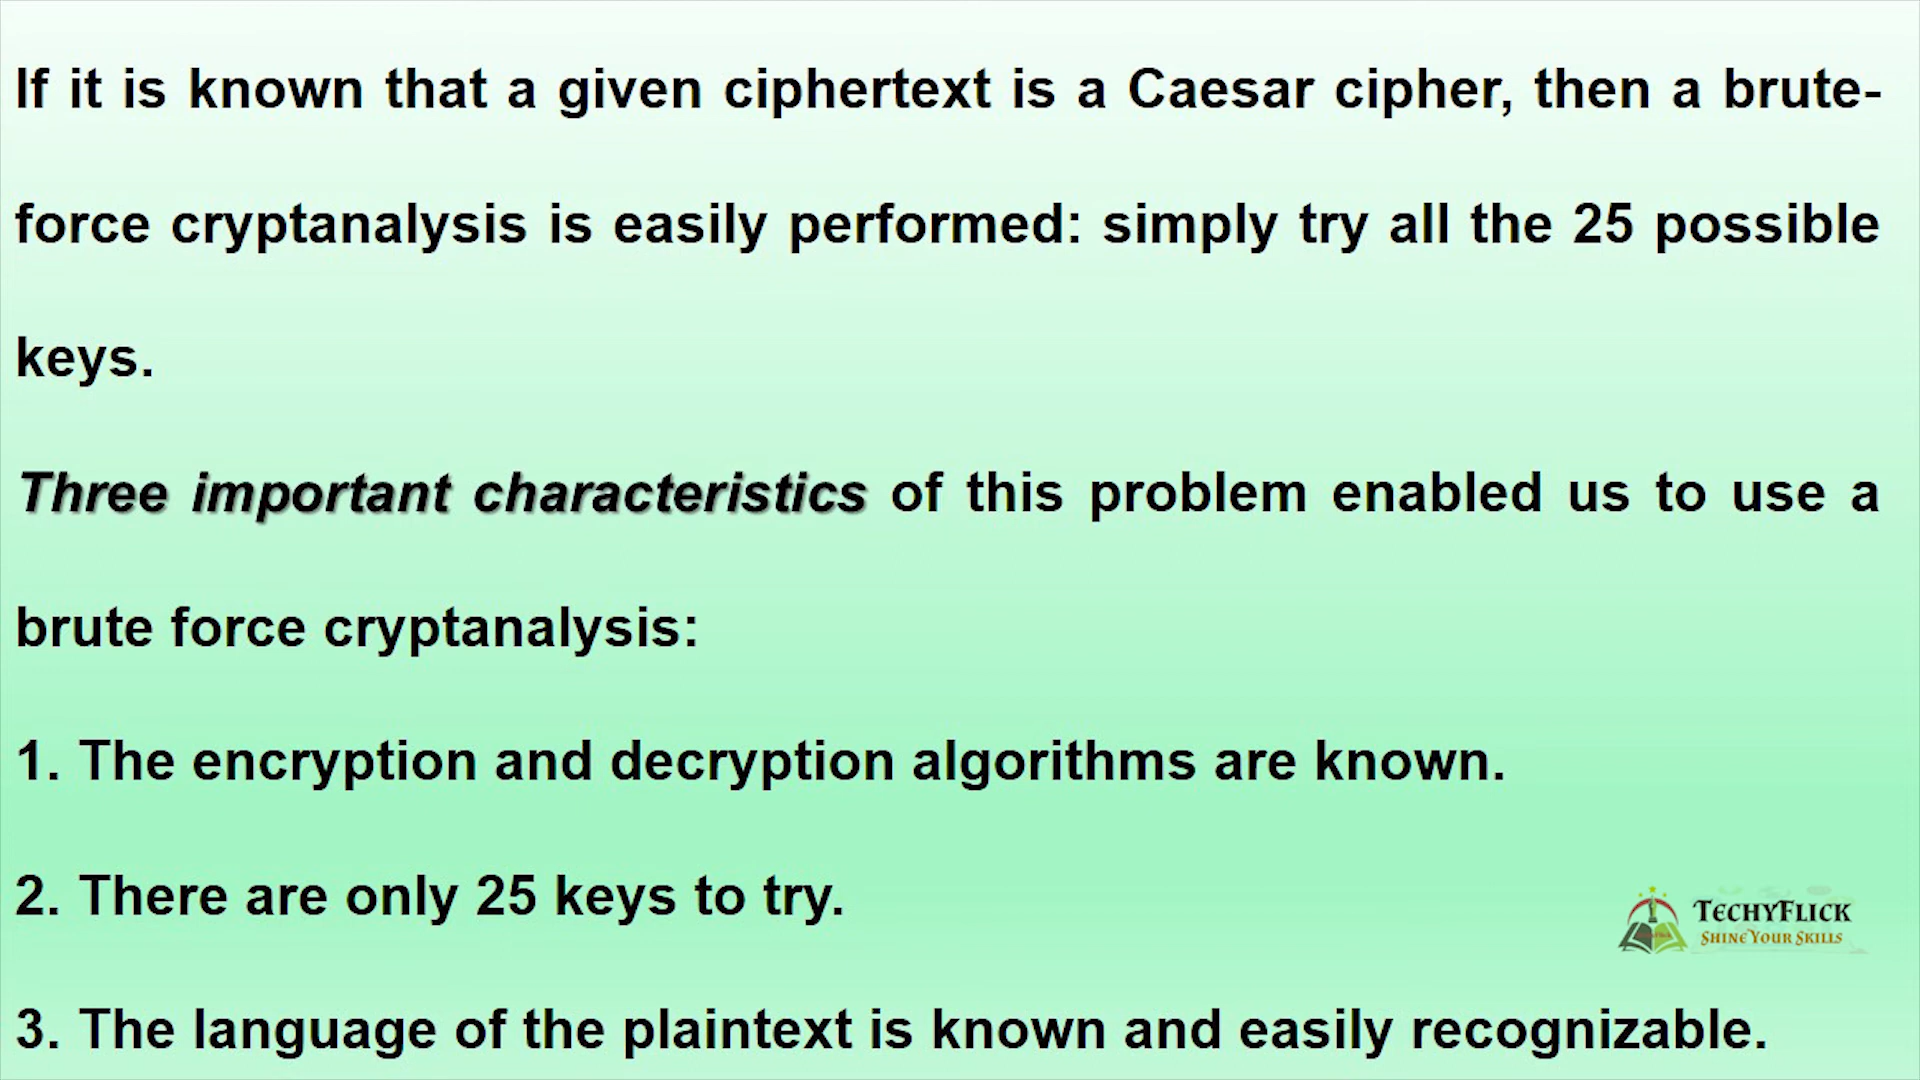 If it is known that a given ciphertext is a Caesar cipher, then a brute-
force cryptanalysis is easily performed: simply try all the 25 possible
keys.
Three important characteristics of this problem enabled us to use a
brute force cryptanalysis:
1. The encryption and decryption algorithms are known.
2. There are only 25 keys to try.
TECHYFLICK
SHINE YOUR SKILLS
3. The language of the plaintext is known and easily recognizable.